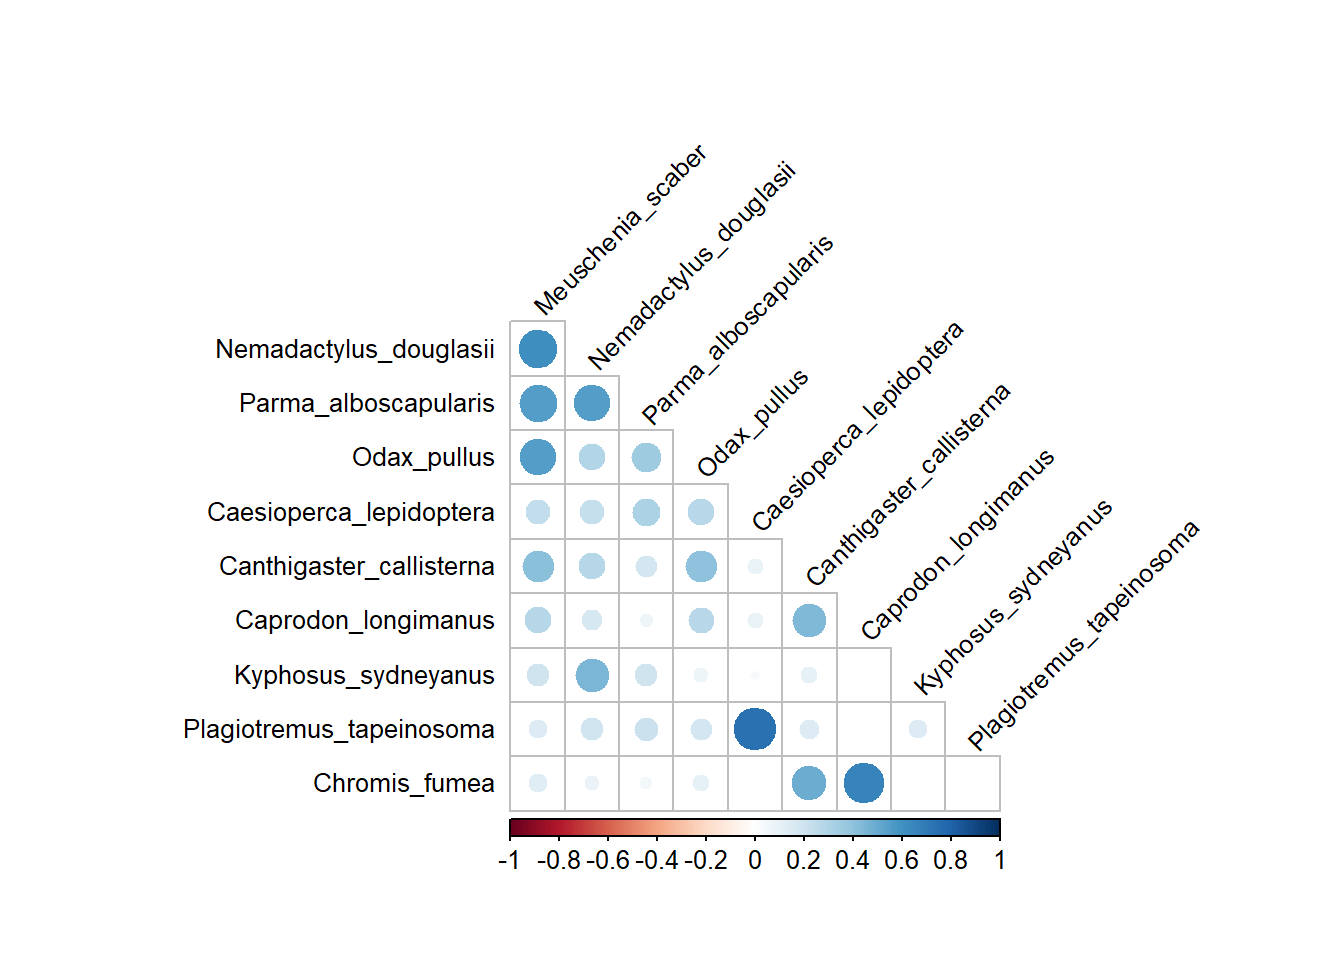 Meuschenia_scaber
Nemadactylus_douglasii
Parma_alboscapularis
Odax_pullus
Caesioperca_lepidoptera
Canthigaster_callisterna
Caprodon_longimanus
Kyphosus_sydneyanus
Plagiotremus_tapeinosoma
Nemadactylus_douglasii
Parma_alboscapularis
Odax_pullus
Caesioperca_lepidoptera
Canthigaster_callisterna
Caprodon_longimanus
Kyphosus_sydneyanus
Plagiotremus_tapeinosoma
Chromis_fumea
-1 -0.8 -0.6 -0.4 -0.2 0 0.2 0.4 0.6 0.8 1